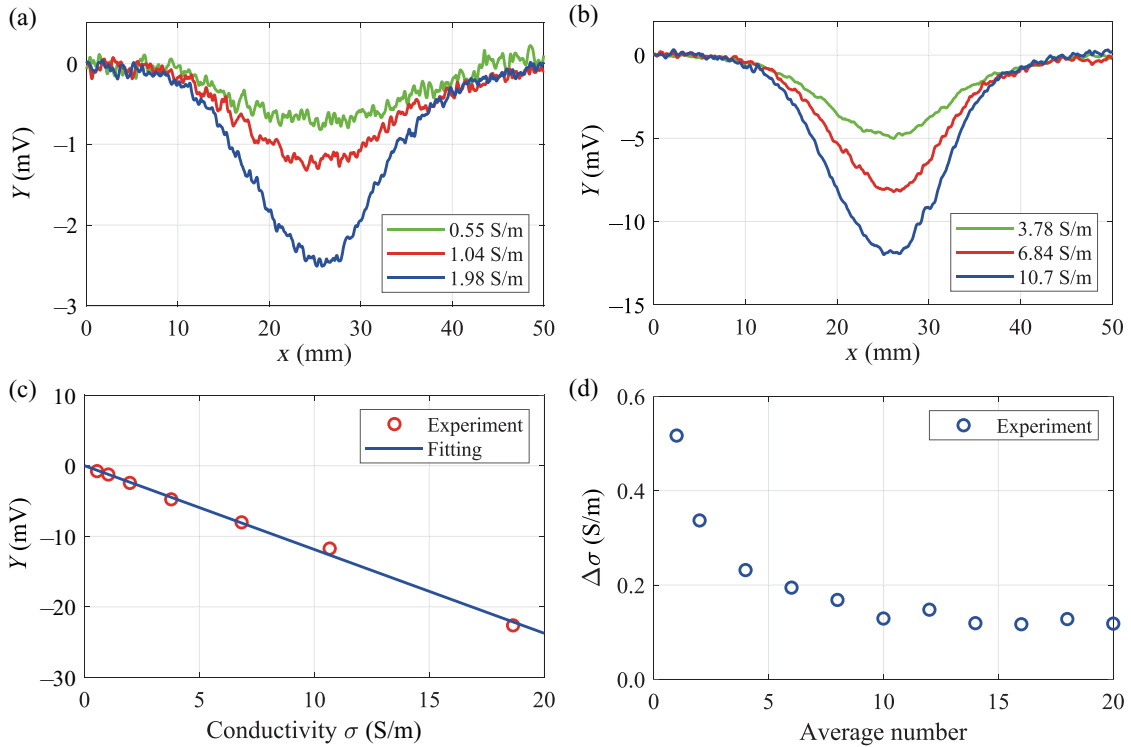 (a)
0
−1
−2
−3
Y (mV)
0.55 S/m
1.04 S/m
1.98 S/m
0 10 20 30 40 50
x (mm)
(b)
0
−5
−10
−15
Y (mV)
3.78 S/m
6.84 S/m
10.7 S/m
0 10 20 30 40 50
x (mm)
(c)
10
0
−10
−20
−30
Y (mV)
Experiment
Fitting
0 5 10 15 20
Conductivity σ (S/m)
(d)
0.6
0.4
0.2
0.0
Δσ (S/m)
Experiment
0 5 10 15 20
Average number